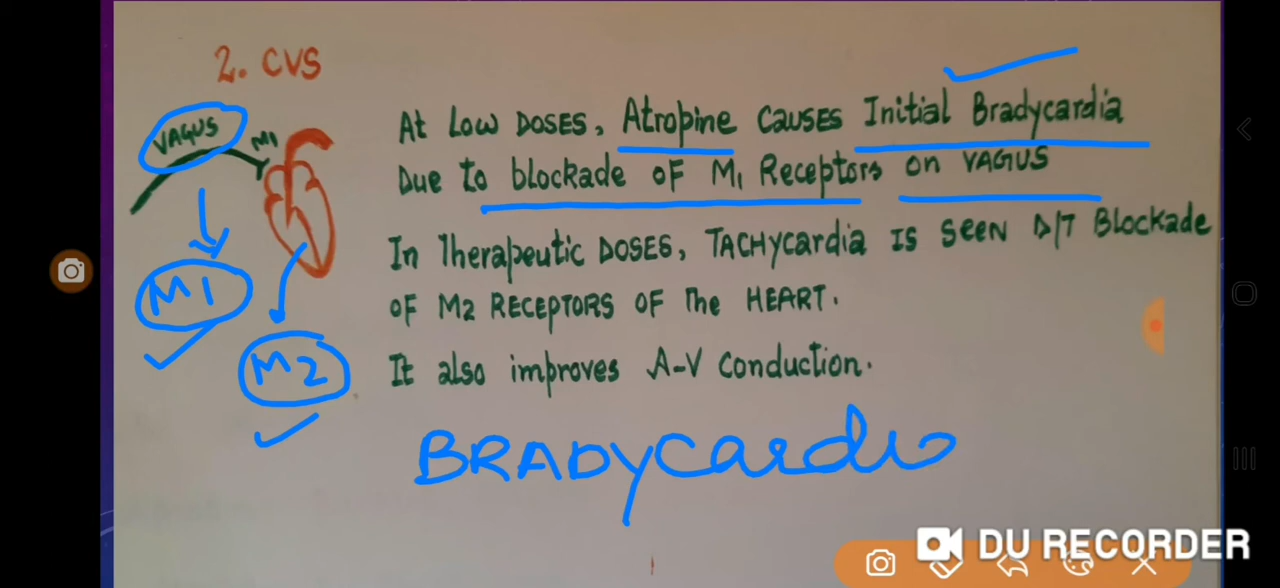 2. CVS
VAGUS
M1
M1
M2
At Low DOSES, Atropine CAUSES Initial Bradycardia
Due to blockade OF M1 Receptors on VAGUS
In Therapeutic DOSES, TACHYcardia IS SEEN D/T Blockade
OF M2 RECEPTORS OF The HEART.
It also improves A-V Conduction.
BRADYCardia
DU RECORDER